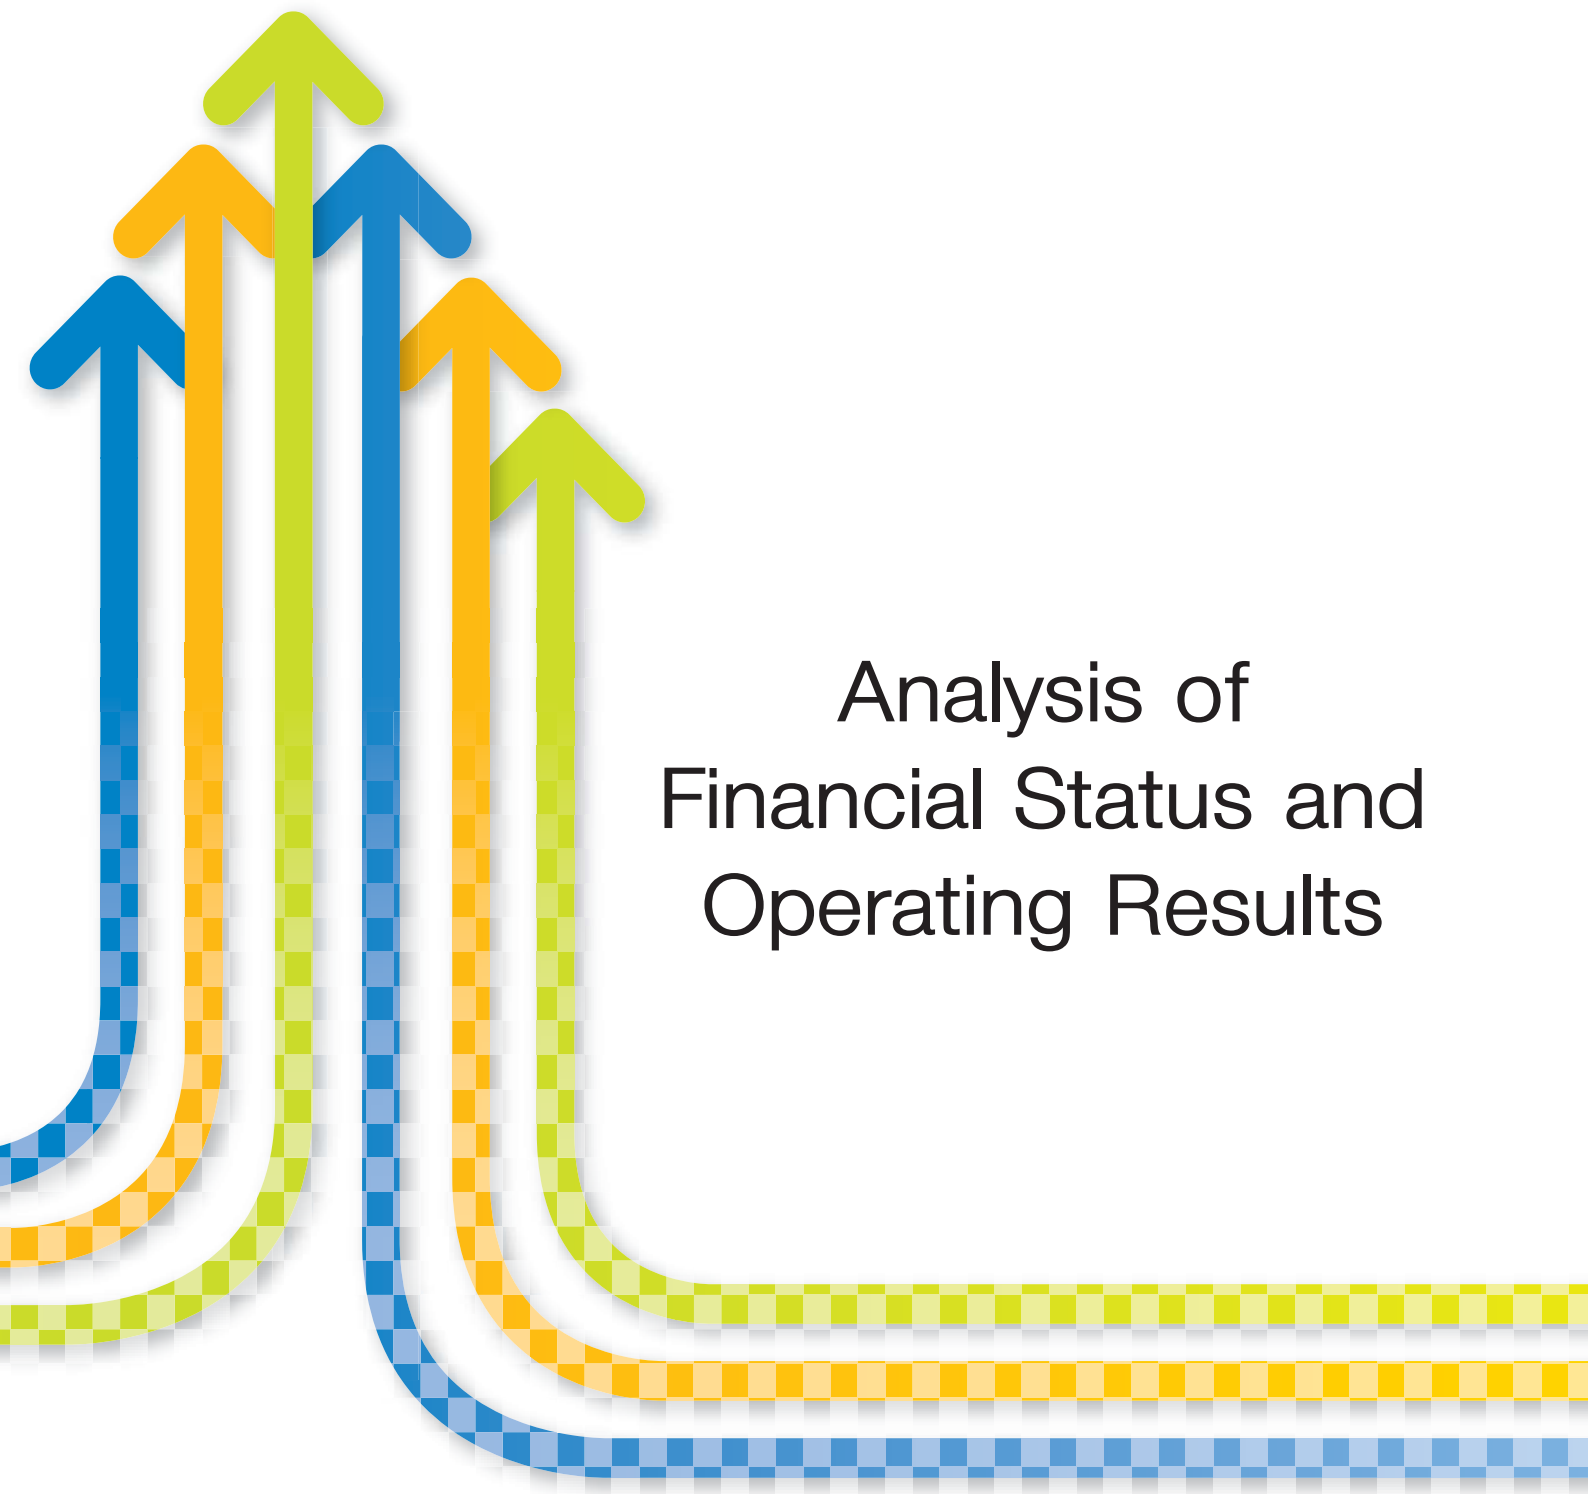 Analysis of
Financial Status and
Operating Results